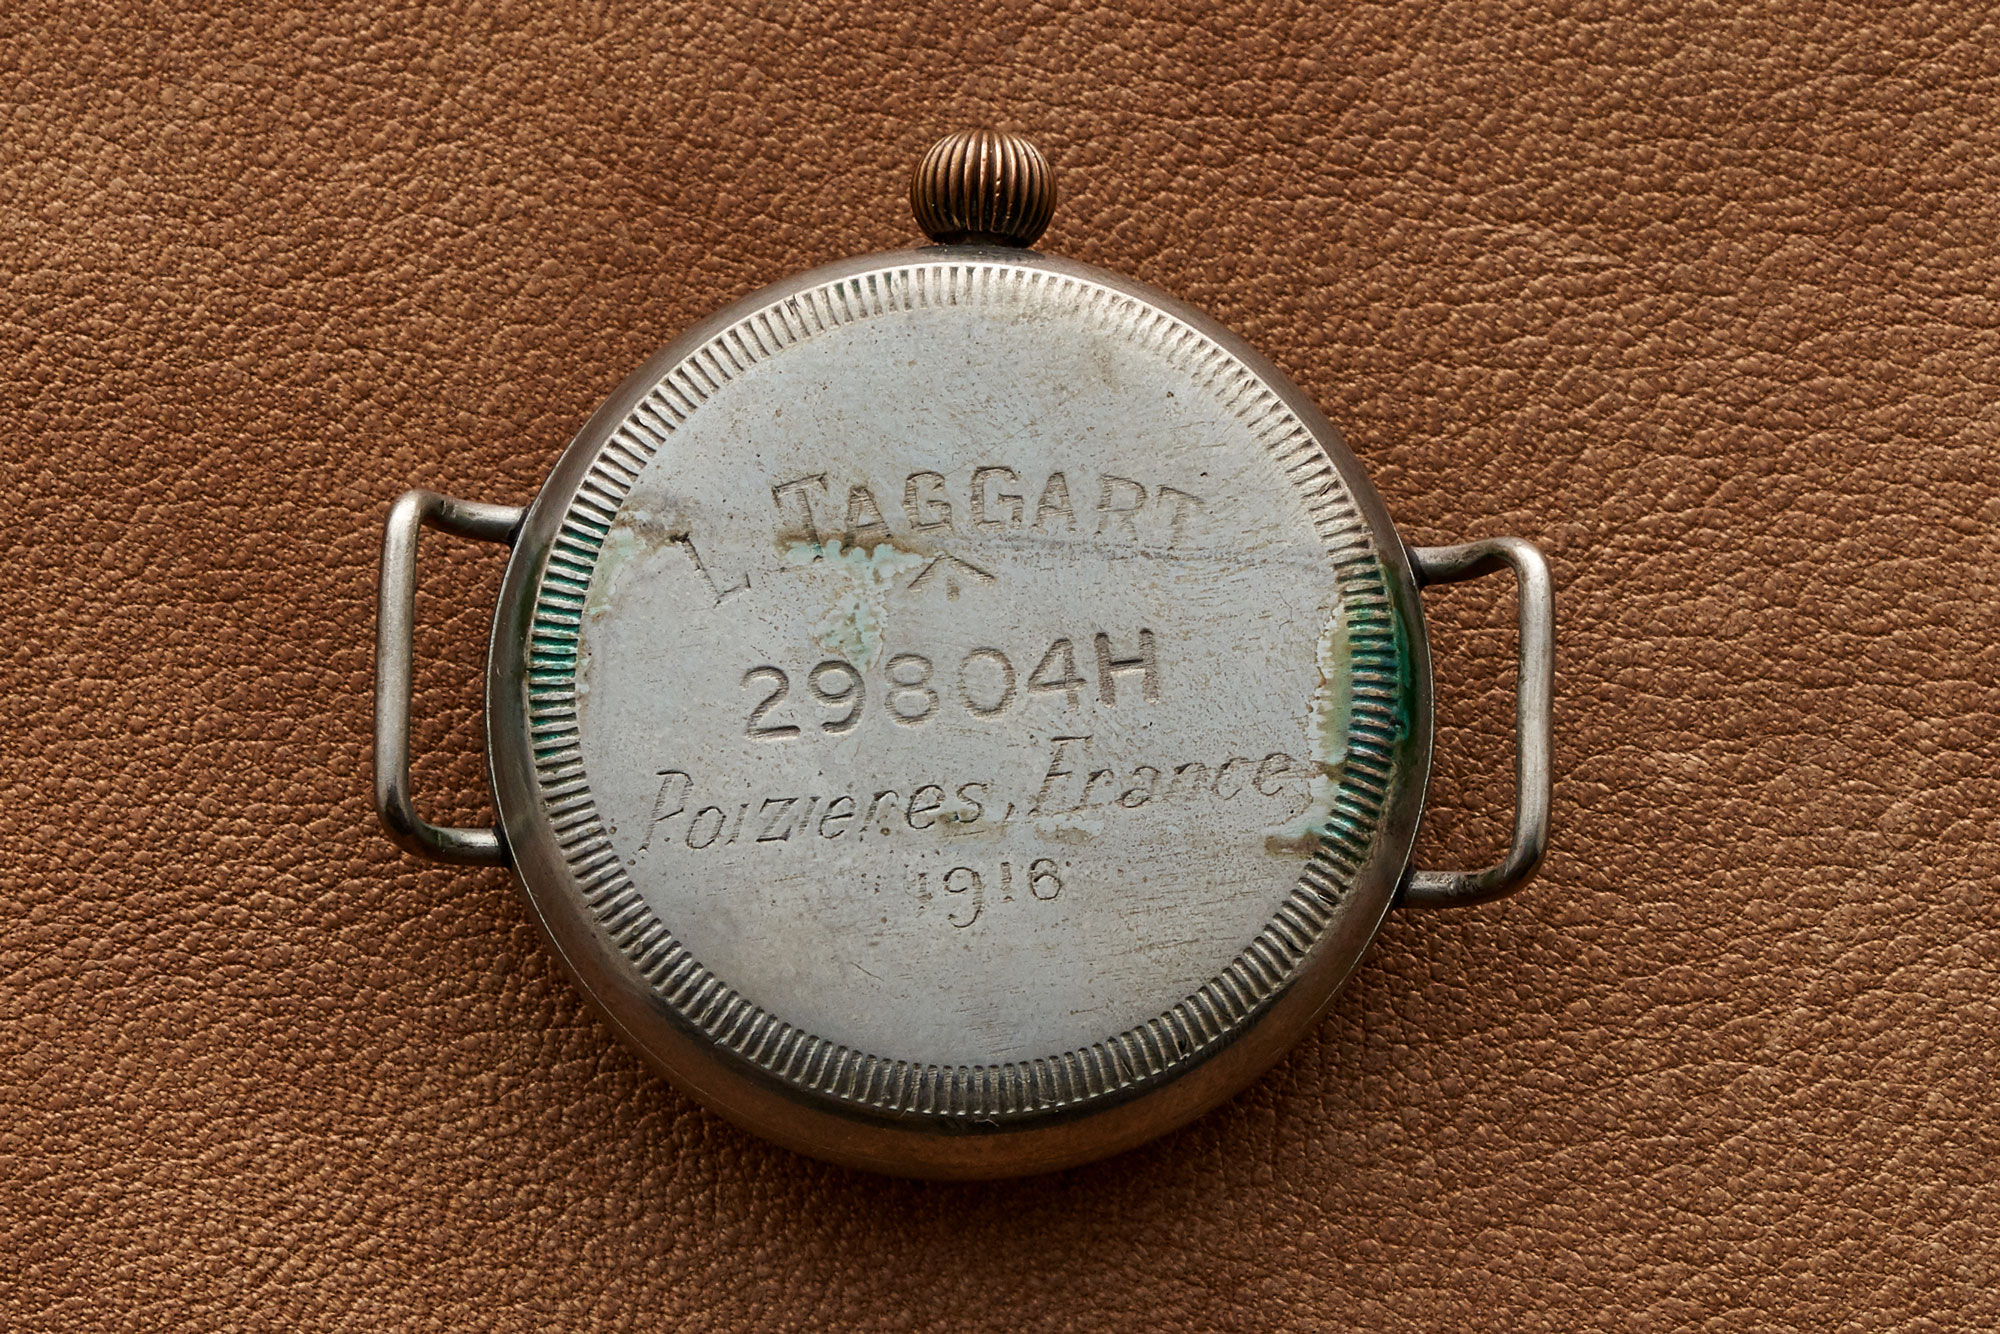 L TAGGART
29804H
Poizieres, France
1916